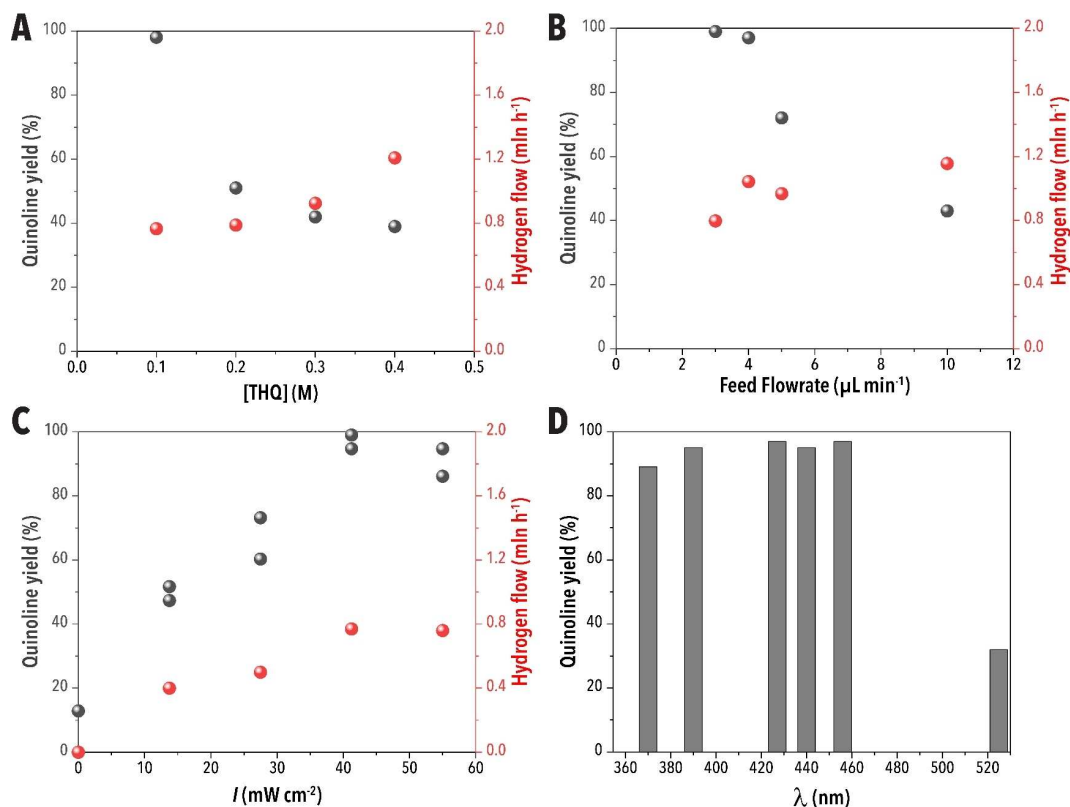 A
100
80
60
40
20
0
Quinoline yield (%)
2.0
1.6
1.2
0.8
0.4
0.0
Hydrogen flow (mln h⁻¹)
0.0 0.1 0.2 0.3 0.4 0.5
[THQ] (M)
B
100
80
60
40
20
0
Quinoline yield (%)
2.0
1.6
1.2
0.8
0.4
0.0
Hydrogen flow (mln h⁻¹)
0 2 4 6 8 10 12
Feed Flowrate (μL min⁻¹)
C
100
80
60
40
20
0
Quinoline yield (%)
2.0
1.6
1.2
0.8
0.4
0.0
Hydrogen flow (mln h⁻¹)
0 10 20 30 40 50 60
I (mW cm⁻²)
D
100
80
60
40
20
0
Quinoline yield (%)
360 380 400 420 440 460 480 500 520
λ (nm)